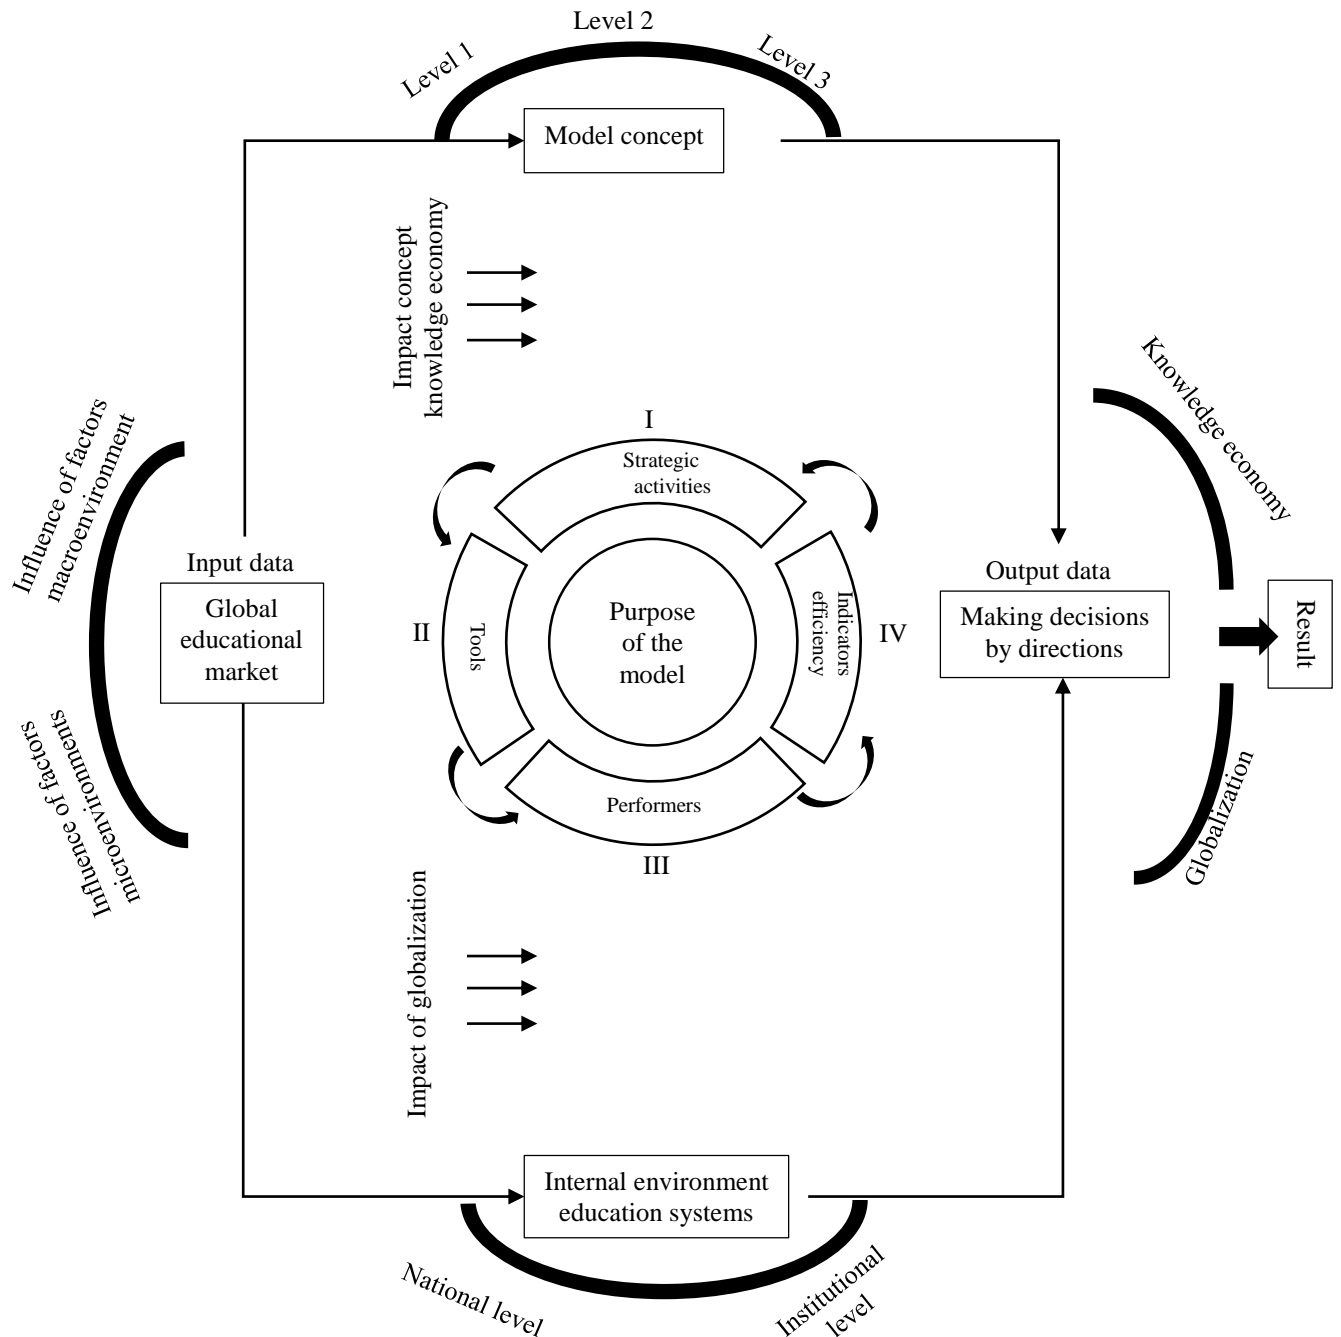 Level 1
Level 2
Level 3
Model concept
Impact concept
knowledge economy
Influence of factors
macroenvironment
Input data
Global
educational
market
Influence of factors
microenvironments
I
Strategic
activities
II
Tools
Purpose
of the
model
Indicators
efficiency
IV
Performers
III
Output data
Making decisions
by directions
Knowledge economy
Result
Globalization
Impact of globalization
Internal environment
education systems
National level
Institutional
level